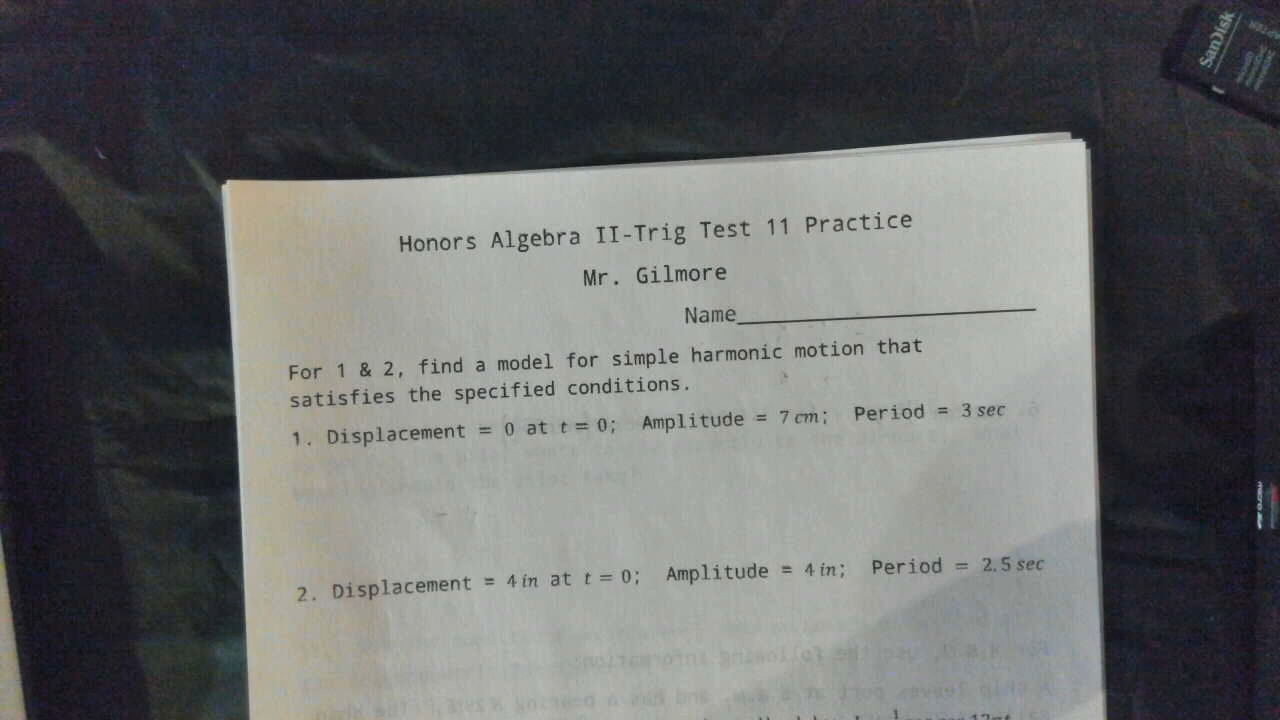 SanDisk
Honors Algebra II-Trig Test 11 Practice
Mr. Gilmore
Name
For 1 & 2, find a model for simple harmonic motion that
satisfies the specified conditions.
1. Displacement = 0 at t = 0; Amplitude = 7 cm; Period = 3 sec
2. Displacement = 4 in at t = 0; Amplitude = 4 in; Period = 2.5 sec